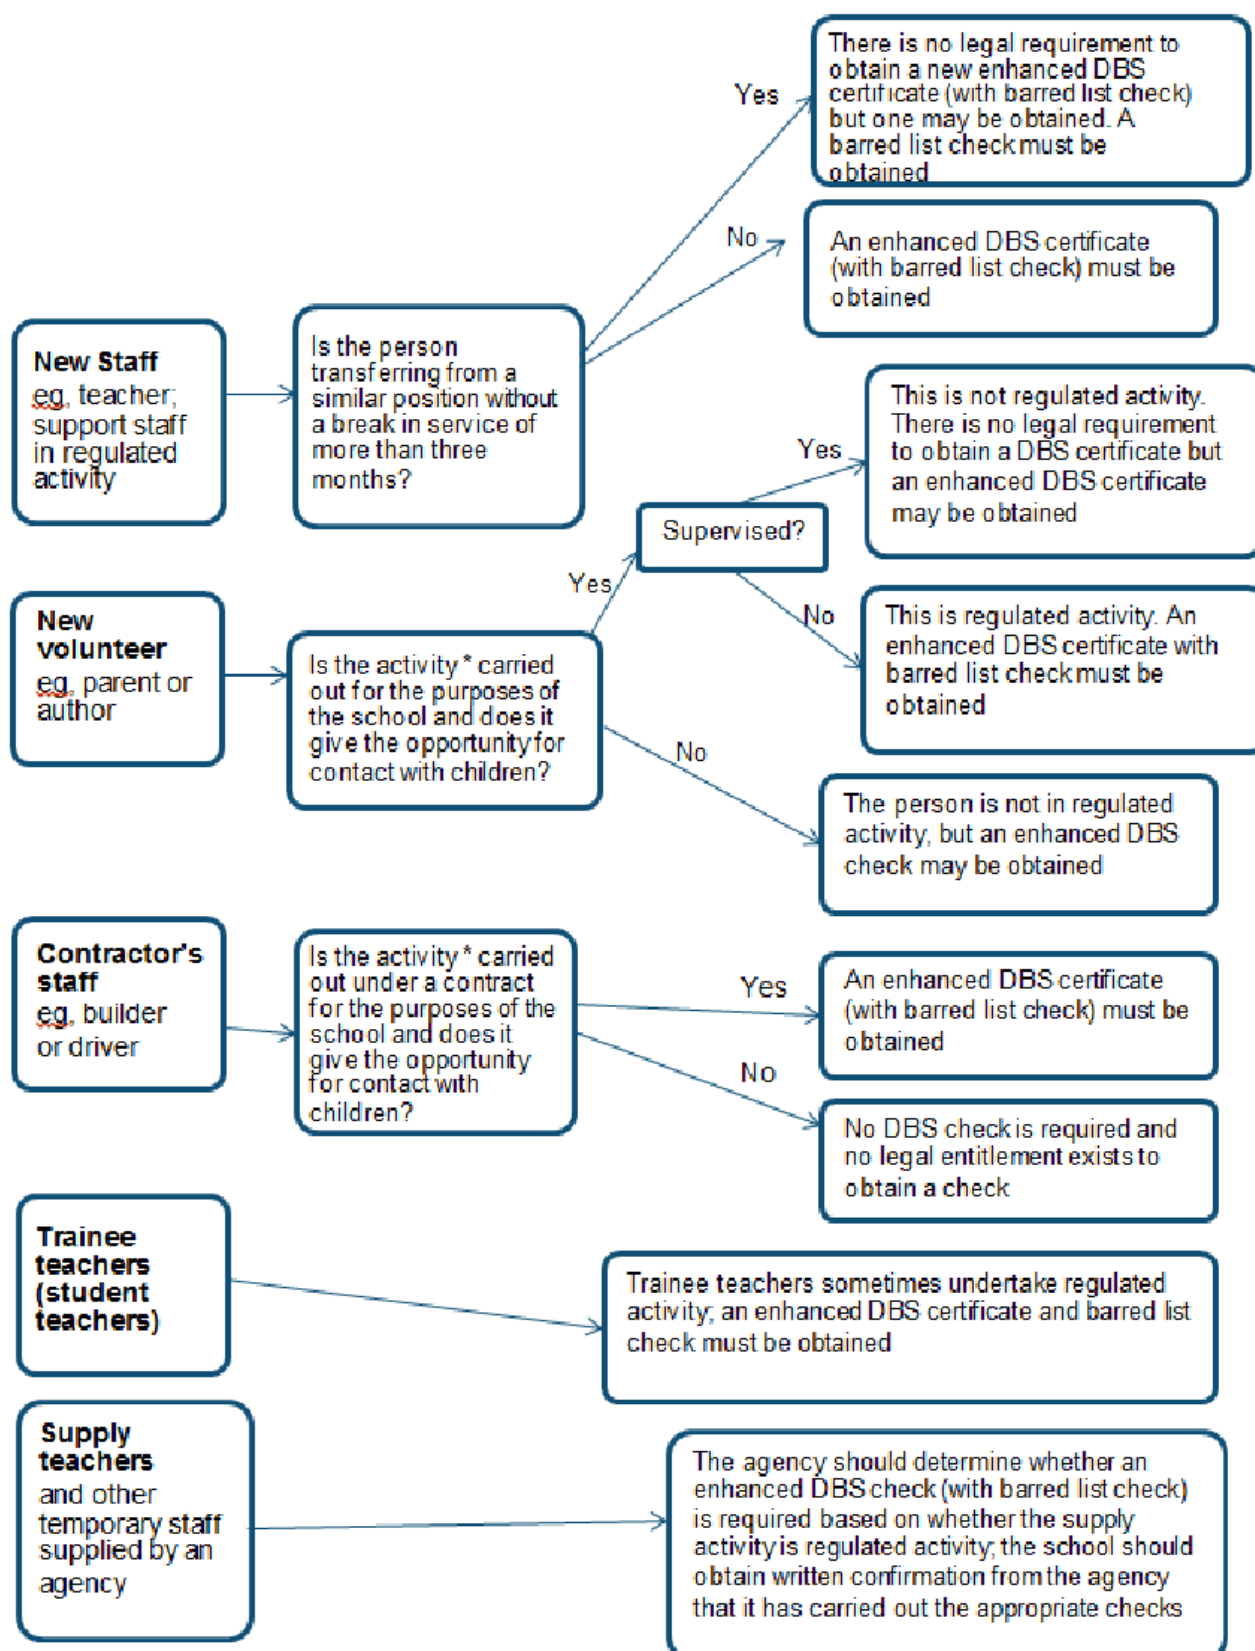 There is no legal requirement to
obtain a new enhanced DBS
certificate (with barred list check)
but one may be obtained. A
barred list check must be
obtained
Yes
No
An enhanced DBS certificate
(with barred list check) must be
obtained
New Staff
eg, teacher;
support staff
in regulated
activity
Is the person
transferring from a
similar position without
a break in service of
more than three
months?
This is not regulated activity.
There is no legal requirement
to obtain a DBS certificate but
an enhanced DBS certificate
may be obtained
Yes
Supervised?
Yes
No
This is regulated activity. An
enhanced DBS certificate with
barred list check must be
obtained
New
volunteer
eg, parent or
author
Is the activity * carried
out for the purposes of
the school and does it
give the opportunity for
contact with children?
No
The person is not in regulated
activity, but an enhanced DBS
check may be obtained
Contractor's
staff
eg, builder
or driver
Is the activity * carried
out under a contract
for the purposes of the
school and does it
give the opportunity
for contact with
children?
Yes
An enhanced DBS certificate
(with barred list check) must be
obtained
No
No DBS check is required and
no legal entitlement exists to
obtain a check
Trainee
teachers
(student
teachers)
Trainee teachers sometimes undertake regulated
activity; an enhanced DBS certificate and barred list
check must be obtained
Supply
teachers
and other
temporary staff
supplied by an
agency
The agency should determine whether an
enhanced DBS check (with barred list check)
is required based on whether the supply
activity is regulated activity; the school should
obtain written confirmation from the agency
that it has carried out the appropriate checks